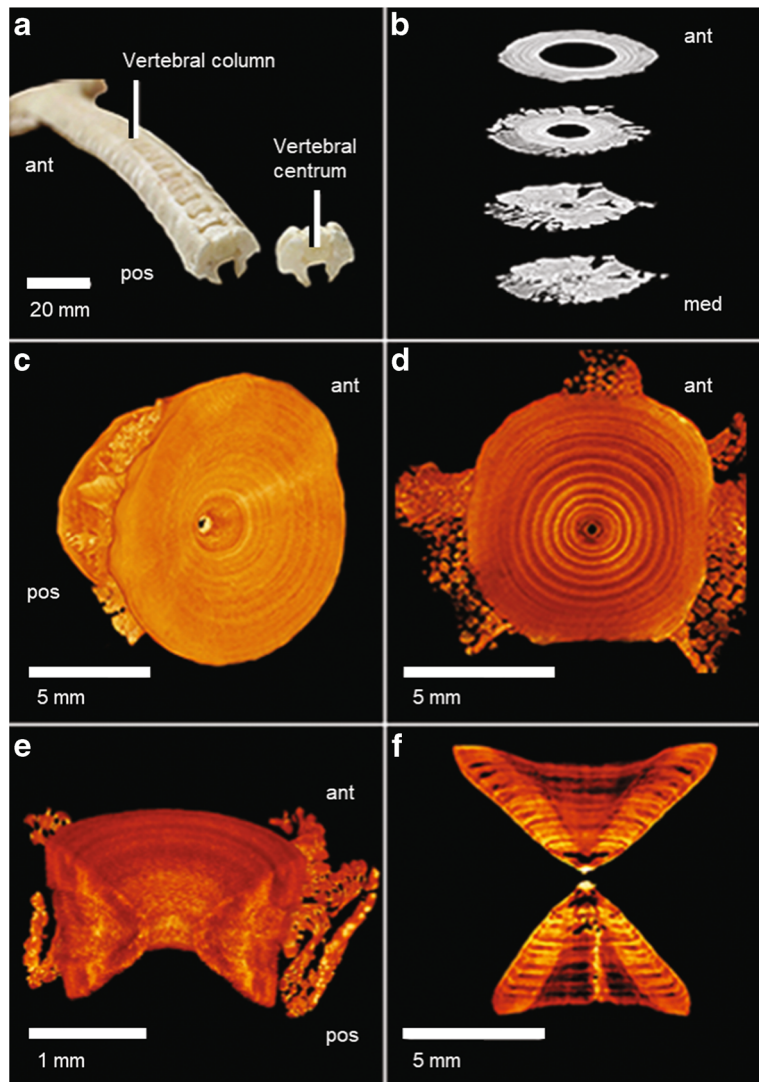 a
Vertebral column
Vertebral
centrum
ant
pos
20 mm
b
ant
med
c
ant
pos
5 mm
d
ant
5 mm
e
ant
1 mm
pos
f
5 mm